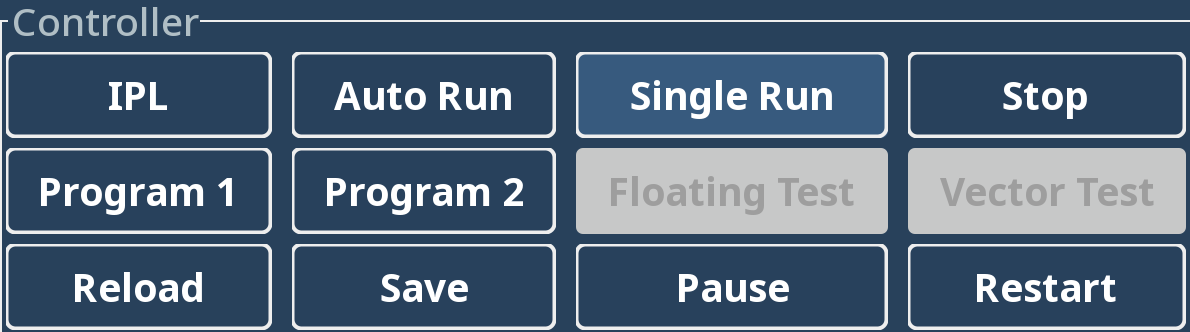 Controller
IPL Auto Run Single Run Stop
Program 1 Program 2 Floating Test Vector Test
Reload Save Pause Restart